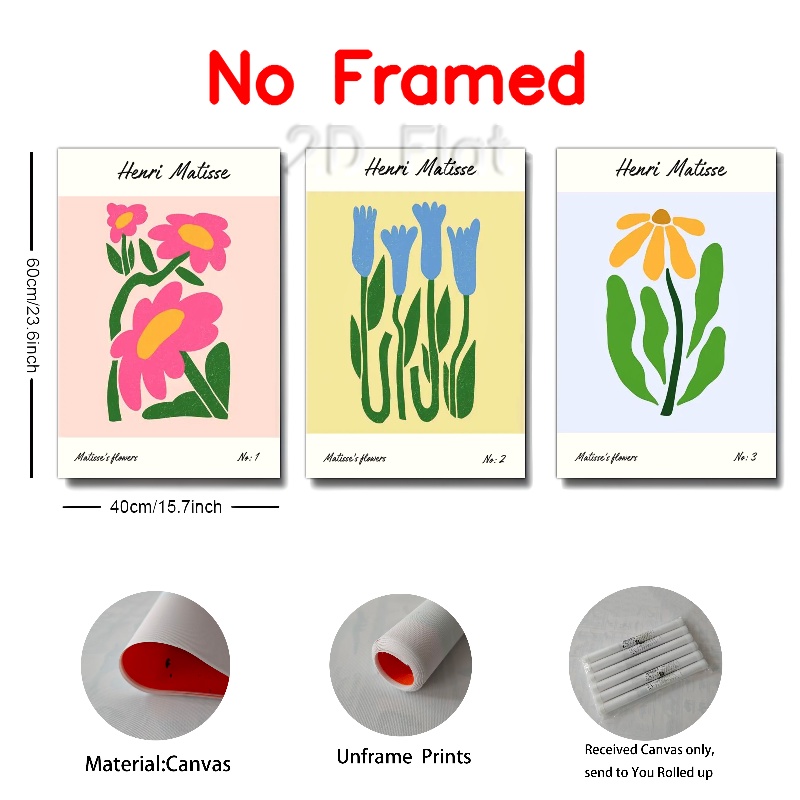 No Framed
2D Flat
Henri Matisse
Henri Matisse
Henri Matisse
60cm/23.6inch
Matisse's flowers
No: 1
Matisse's flowers
No: 2
Matisse's flowers
No: 3
40cm/15.7inch
Material:Canvas
Unframe Prints
Received Canvas only,
send to You Rolled up